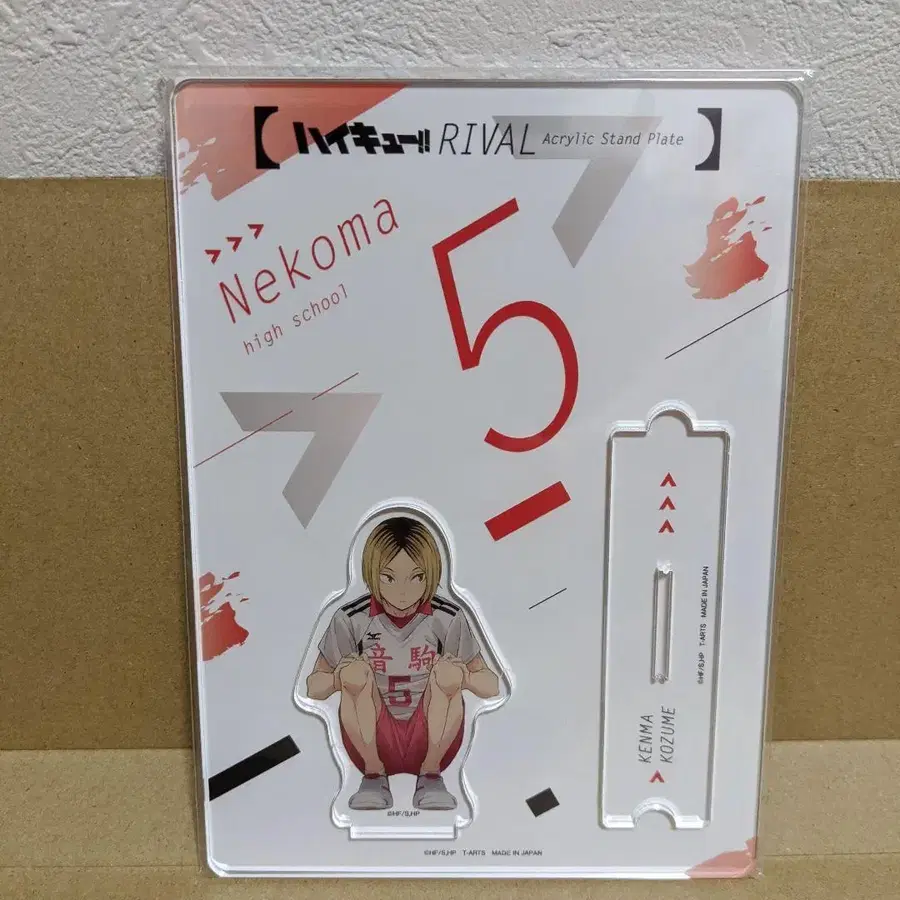 【ハイキュー!! RIVAL Acrylic Stand Plate】
>>> 
Nekoma
high school
5
音駒
5
©HF/S,HP
KENMA
KOZUME
©HF/S,HP T-ARTS MADE IN JAPAN
©HF/S,HP T-ARTS MADE IN JAPAN